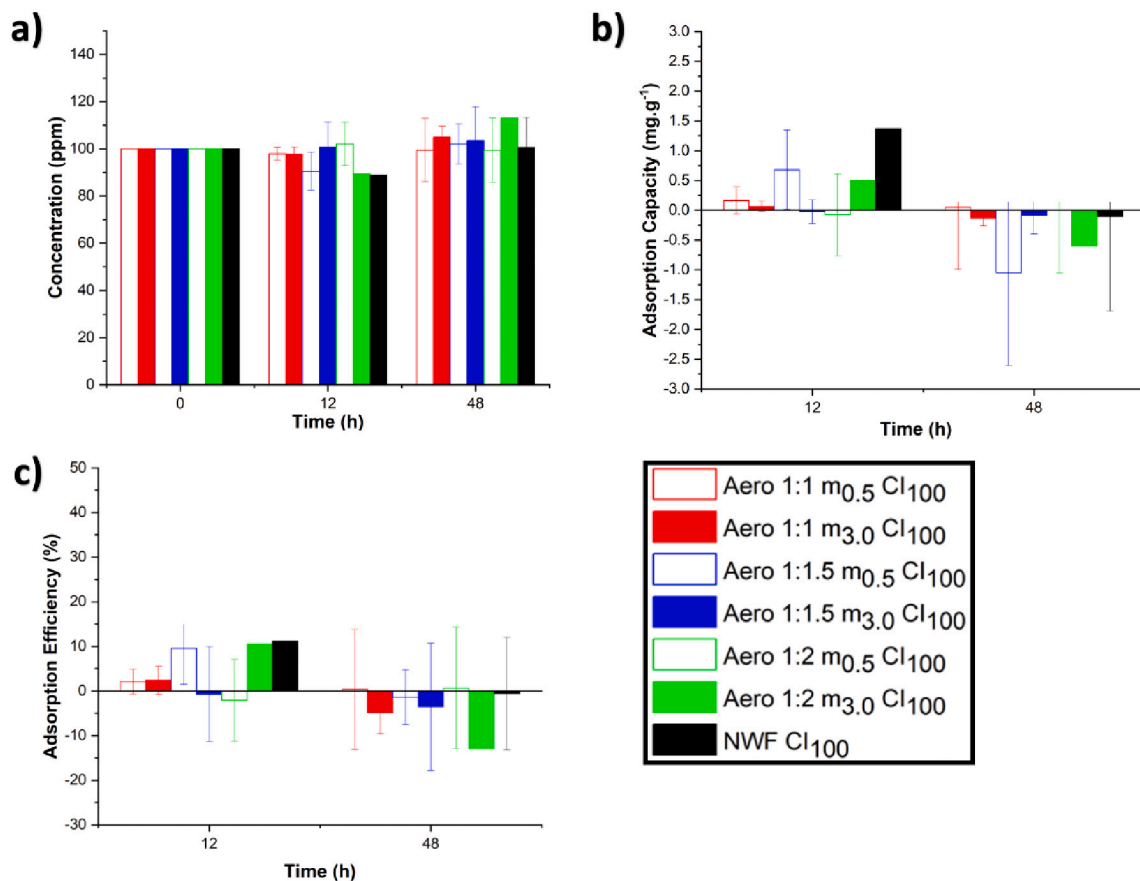 a)
Concentration (ppm)
140
120
100
80
60
40
20
0
0
12
48
Time (h)
b)
Adsorption Capacity (mg.g-1)
3.0
2.5
2.0
1.5
1.0
0.5
0.0
-0.5
-1.0
-1.5
-2.0
-2.5
-3.0
12
48
Time (h)
c)
Adsorption Efficiency (%)
50
40
30
20
10
0
-10
-20
-30
12
48
Time (h)
Aero 1:1 m0.5 Cl100
Aero 1:1 m3.0 Cl100
Aero 1:1.5 m0.5 Cl100
Aero 1:1.5 m3.0 Cl100
Aero 1:2 m0.5 Cl100
Aero 1:2 m3.0 Cl100
NWF Cl100